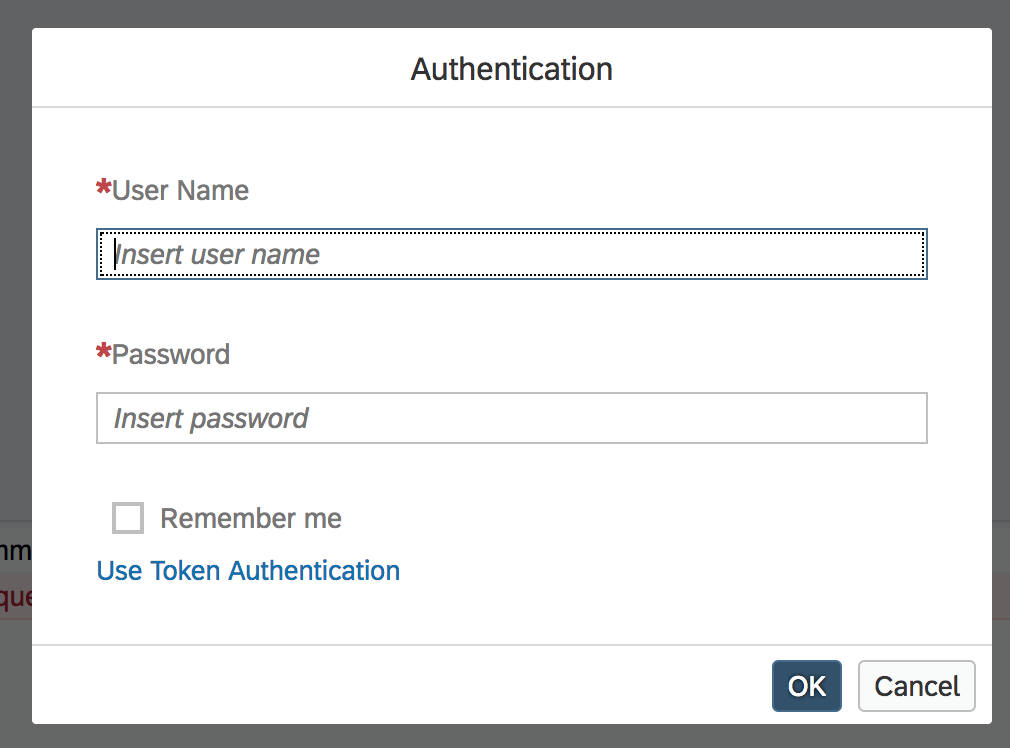 Authentication
*User Name
Insert user name
*Password
Insert password
Remember me
Use Token Authentication
OK Cancel